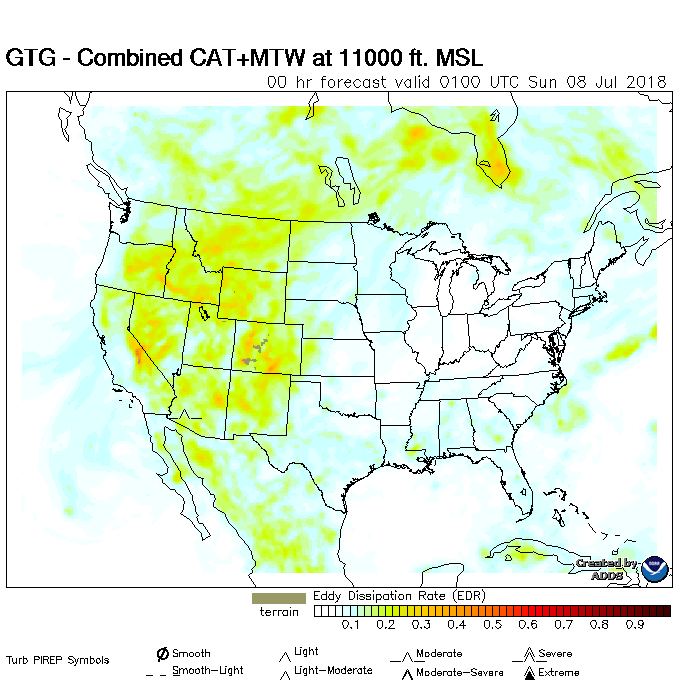 GTG - Combined CAT+MTW at 11000 ft. MSL
00 hr forecast valid 0100 UTC Sun 08 Jul 2018
Created by
ADDS
Eddy Dissipation Rate (EDR)
terrain
0.1 0.2 0.3 0.4 0.5 0.6 0.7 0.8 0.9
Turb PIREP Symbols
Smooth Light Moderate Severe
Smooth-Light Light-Moderate Moderate-Severe Extreme